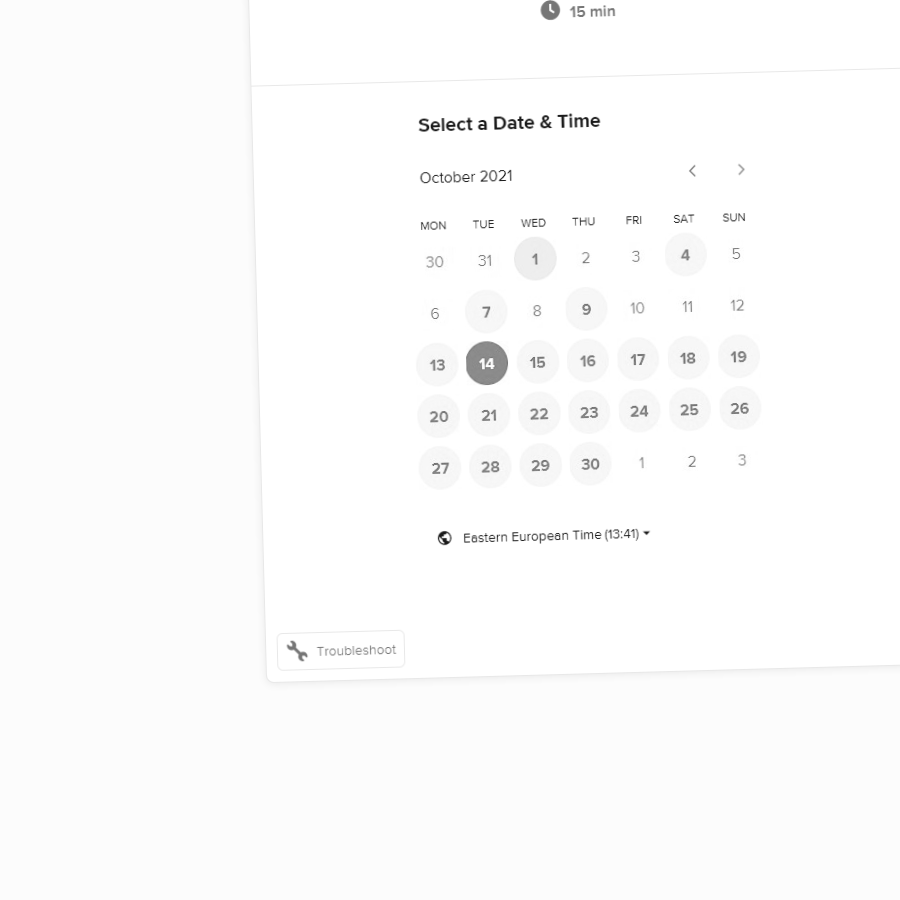 15 min
Select a Date & Time
October 2021
MON TUE WED THU FRI SAT SUN
30 31 1 2 3 4 5
6 7 8 9 10 11 12
13 14 15 16 17 18 19
20 21 22 23 24 25 26
27 28 29 30 1 2 3
Eastern European Time (13:41)
Troubleshoot